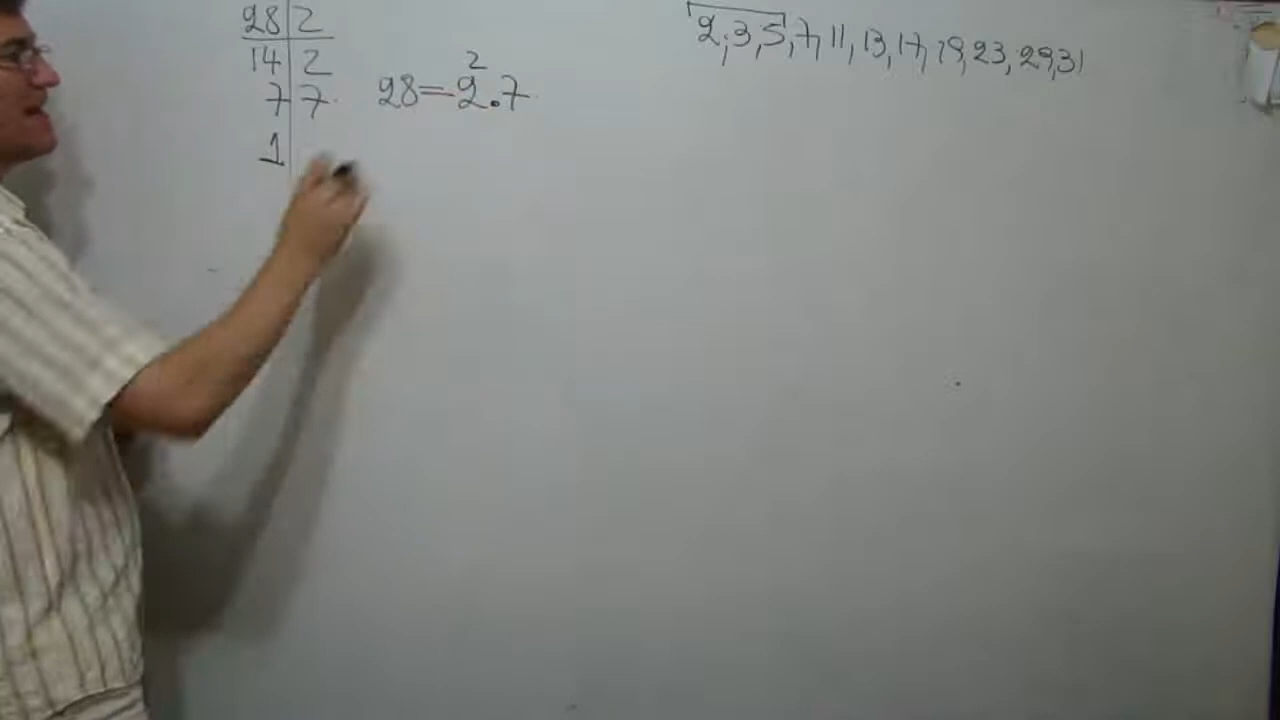 28 | 2
14 | 2
7 | 7
1
28 = 2² . 7
2, 3, 5, 7, 11, 13, 17, 19, 23, 29, 31